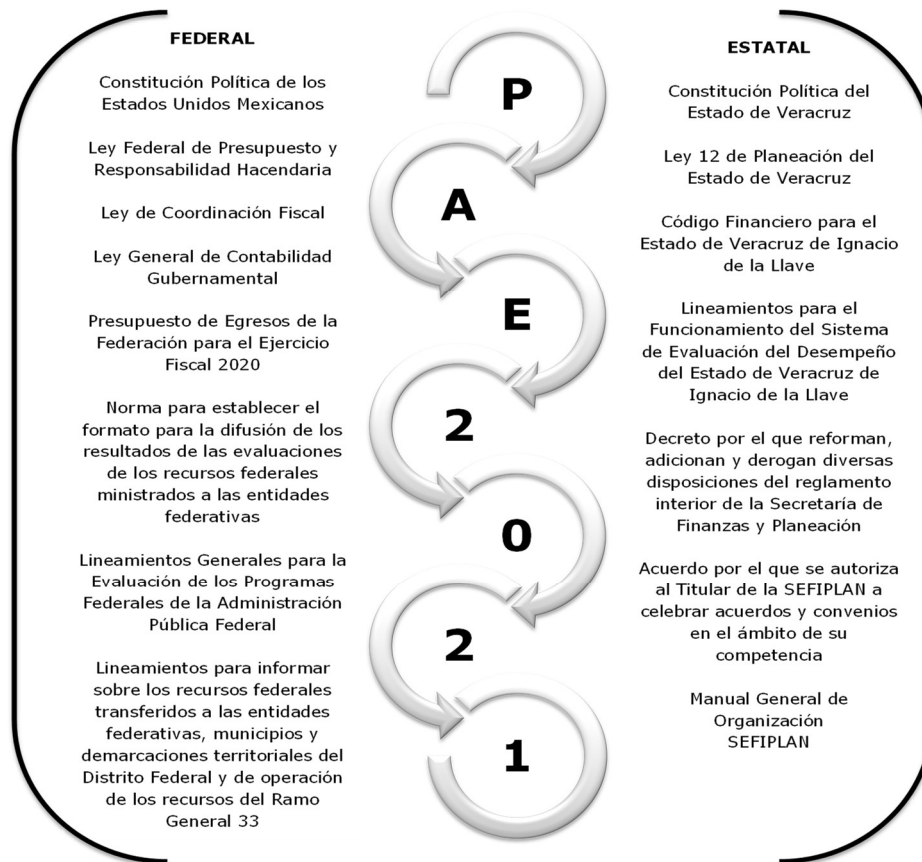 FEDERAL
Constitución Política de los
Estados Unidos Mexicanos
Ley Federal de Presupuesto y
Responsabilidad Hacendaria
Ley de Coordinación Fiscal
Ley General de Contabilidad
Gubernamental
Presupuesto de Egresos de la
Federación para el Ejercicio
Fiscal 2020
Norma para establecer el
formato para la difusión de los
resultados de las evaluaciones
de los recursos federales
ministrados a las entidades
federativas
Lineamientos Generales para la
Evaluación de los Programas
Federales de la Administración
Pública Federal
Lineamientos para informar
sobre los recursos federales
transferidos a las entidades
federativas, municipios y
demarcaciones territoriales del
Distrito Federal y de operación
de los recursos del Ramo
General 33
P
A
E
2
0
2
1
ESTATAL
Constitución Política del
Estado de Veracruz
Ley 12 de Planeación del
Estado de Veracruz
Código Financiero para el
Estado de Veracruz de Ignacio
de la Llave
Lineamientos para el
Funcionamiento del Sistema
de Evaluación del Desempeño
del Estado de Veracruz de
Ignacio de la Llave
Decreto por el que reforman,
adicionan y derogan diversas
disposiciones del reglamento
interior de la Secretaría de
Finanzas y Planeación
Acuerdo por el que se autoriza
al Titular de la SEFIPLAN a
celebrar acuerdos y convenios
en el ámbito de su
competencia
Manual General de
Organización
SEFIPLAN